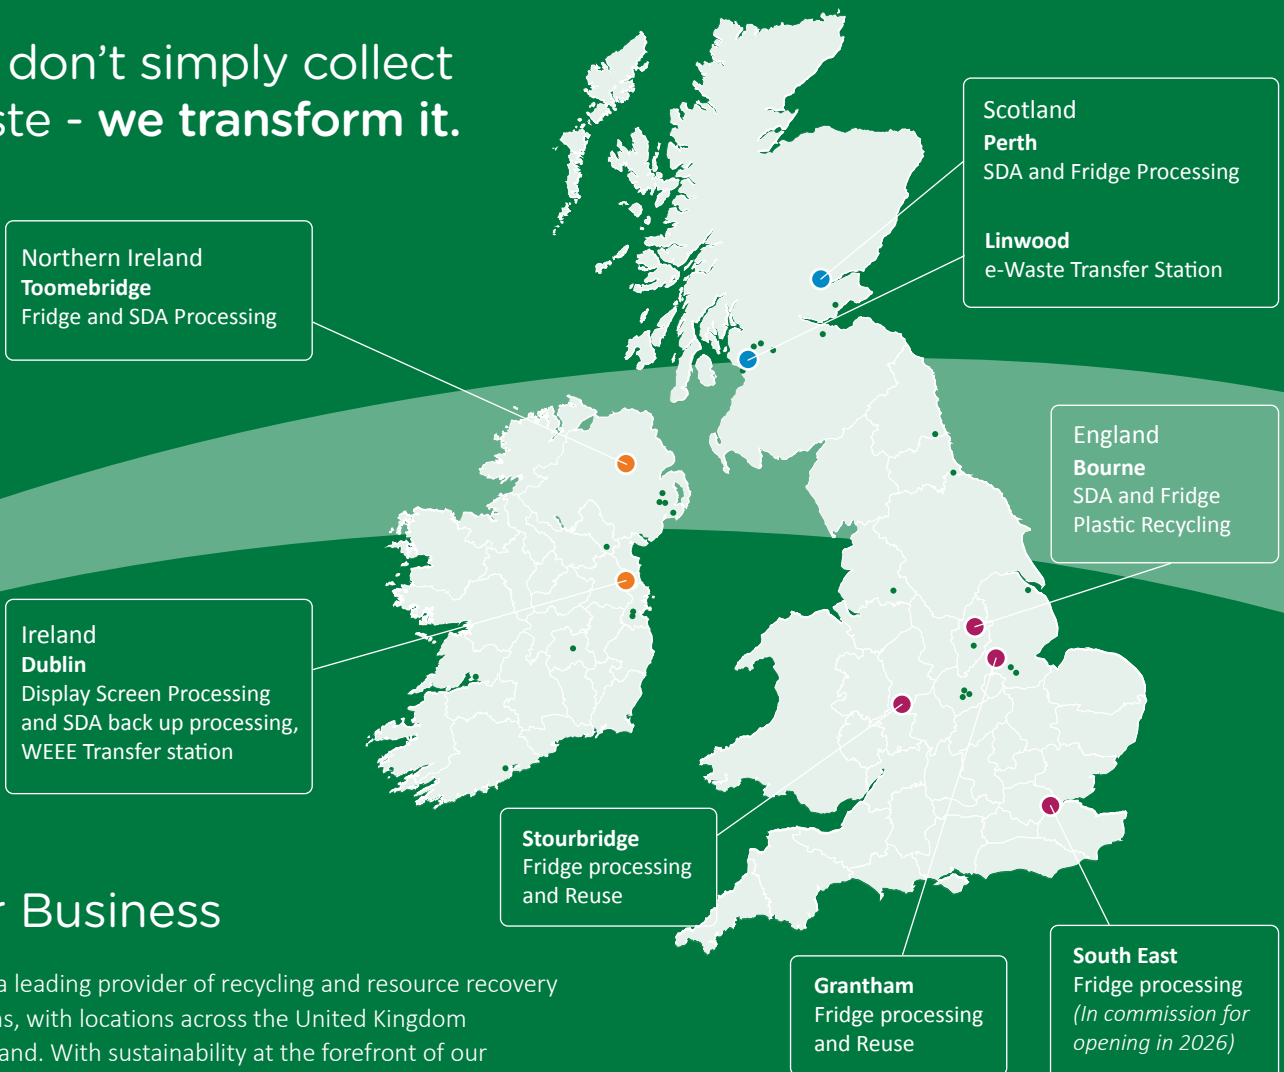 don't simply collect
ste - we transform it.
Scotland
Perth
SDA and Fridge Processing
Linwood
e-Waste Transfer Station
Northern Ireland
Toomebridge
Fridge and SDA Processing
England
Bourne
SDA and Fridge
Plastic Recycling
Ireland
Dublin
Display Screen Processing
and SDA back up processing,
WEEE Transfer station
Stourbridge
Fridge processing
and Reuse
Grantham
Fridge processing
and Reuse
South East
Fridge processing
(In commission for
opening in 2026)
r Business
a leading provider of recycling and resource recovery
ns, with locations across the United Kingdom
and. With sustainability at the forefront of our